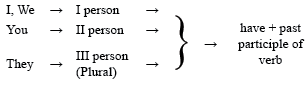 I, We → I person →
You → II person →
They → III person (Plural) →
} → have + past participle of verb